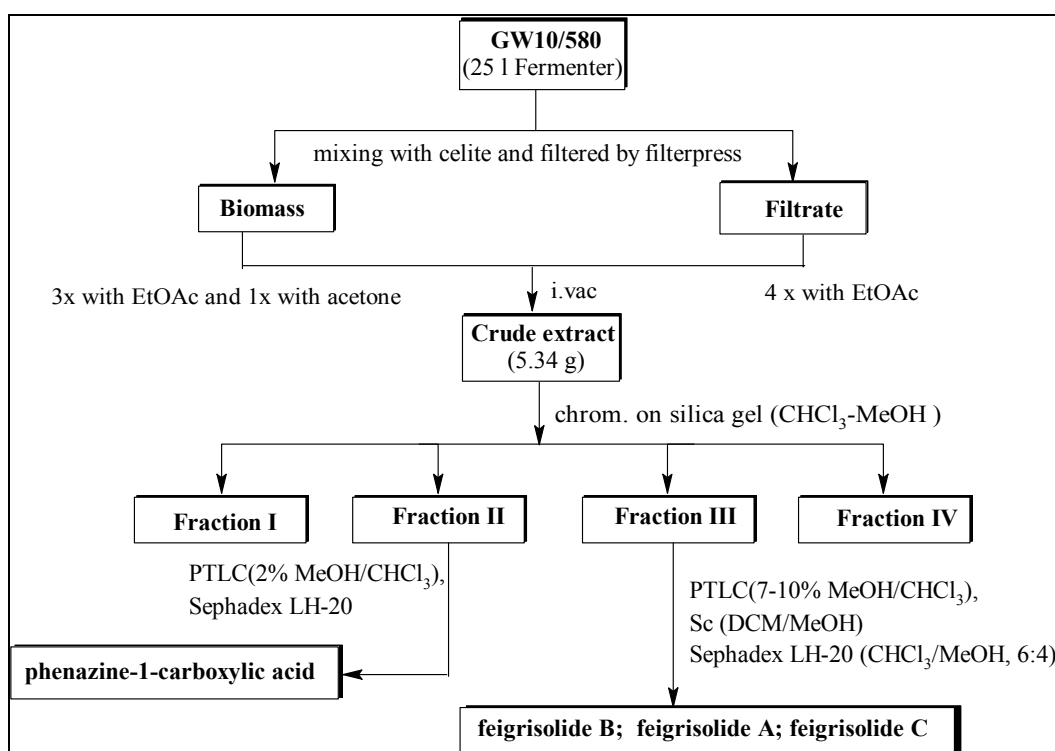 GW10/580
(25 l Fermenter)
mixing with celite and filtered by filterpress
Biomass
Filtrate
3x with EtOAc and 1x with acetone
i.vac
4 x with EtOAc
Crude extract
(5.34 g)
chrom. on silica gel (CHCl₃-MeOH )
Fraction I
Fraction II
Fraction III
Fraction IV
PTLC(2% MeOH/CHCl₃),
Sephadex LH-20
PTLC(7-10% MeOH/CHCl₃),
Sc (DCM/MeOH)
Sephadex LH-20 (CHCl₃/MeOH, 6:4)
phenazine-1-carboxylic acid
feigrisolide B; feigrisolide A; feigrisolide C